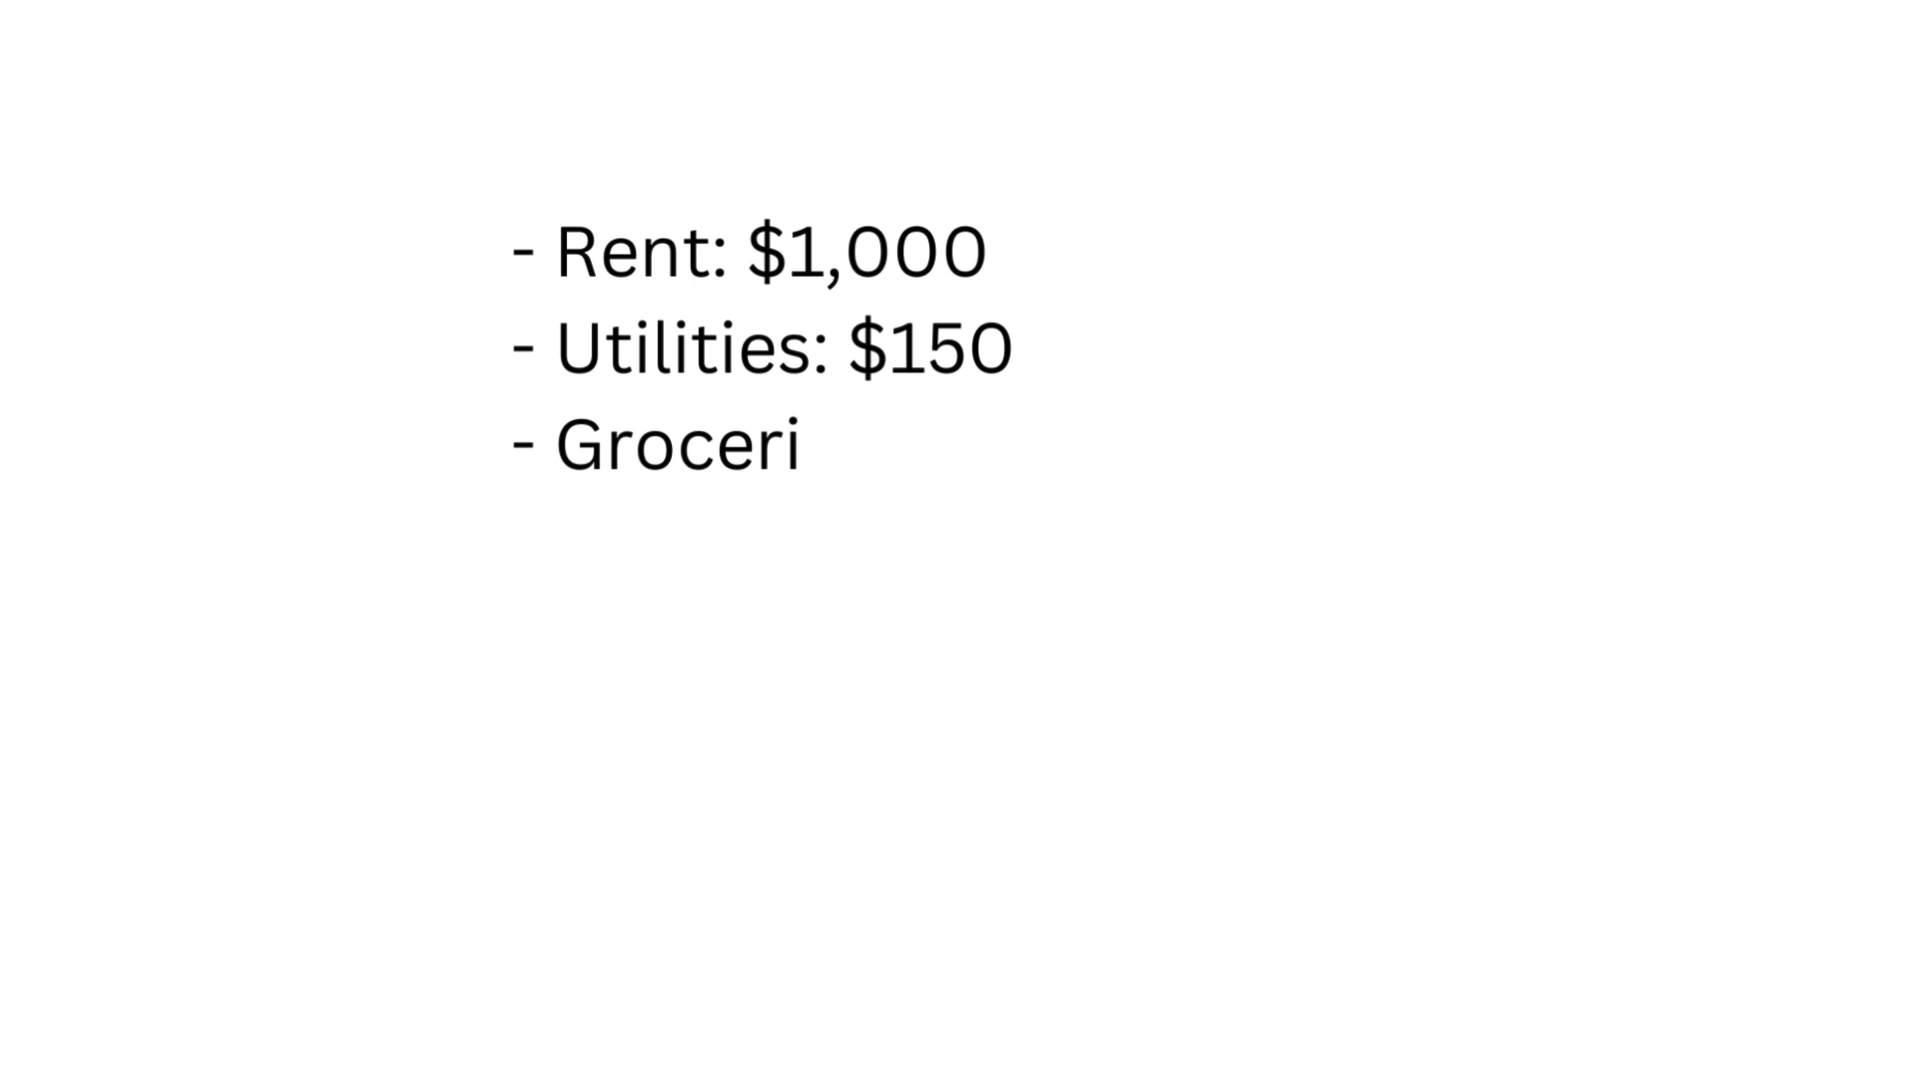 - Rent: $1,000
- Utilities: $150
- Groceri